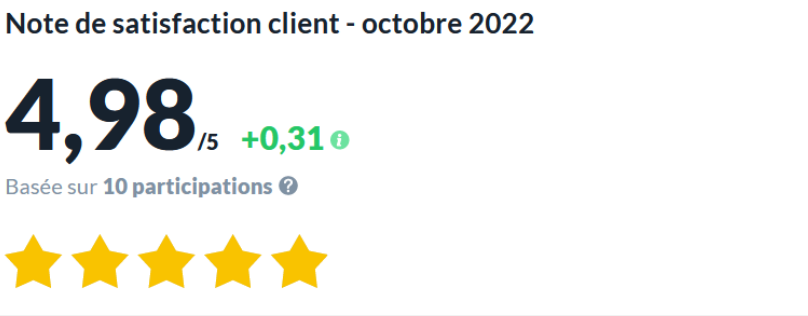 Note de satisfaction client - octobre 2022
4,98/5 +0,31 i
Basée sur 10 participations ?